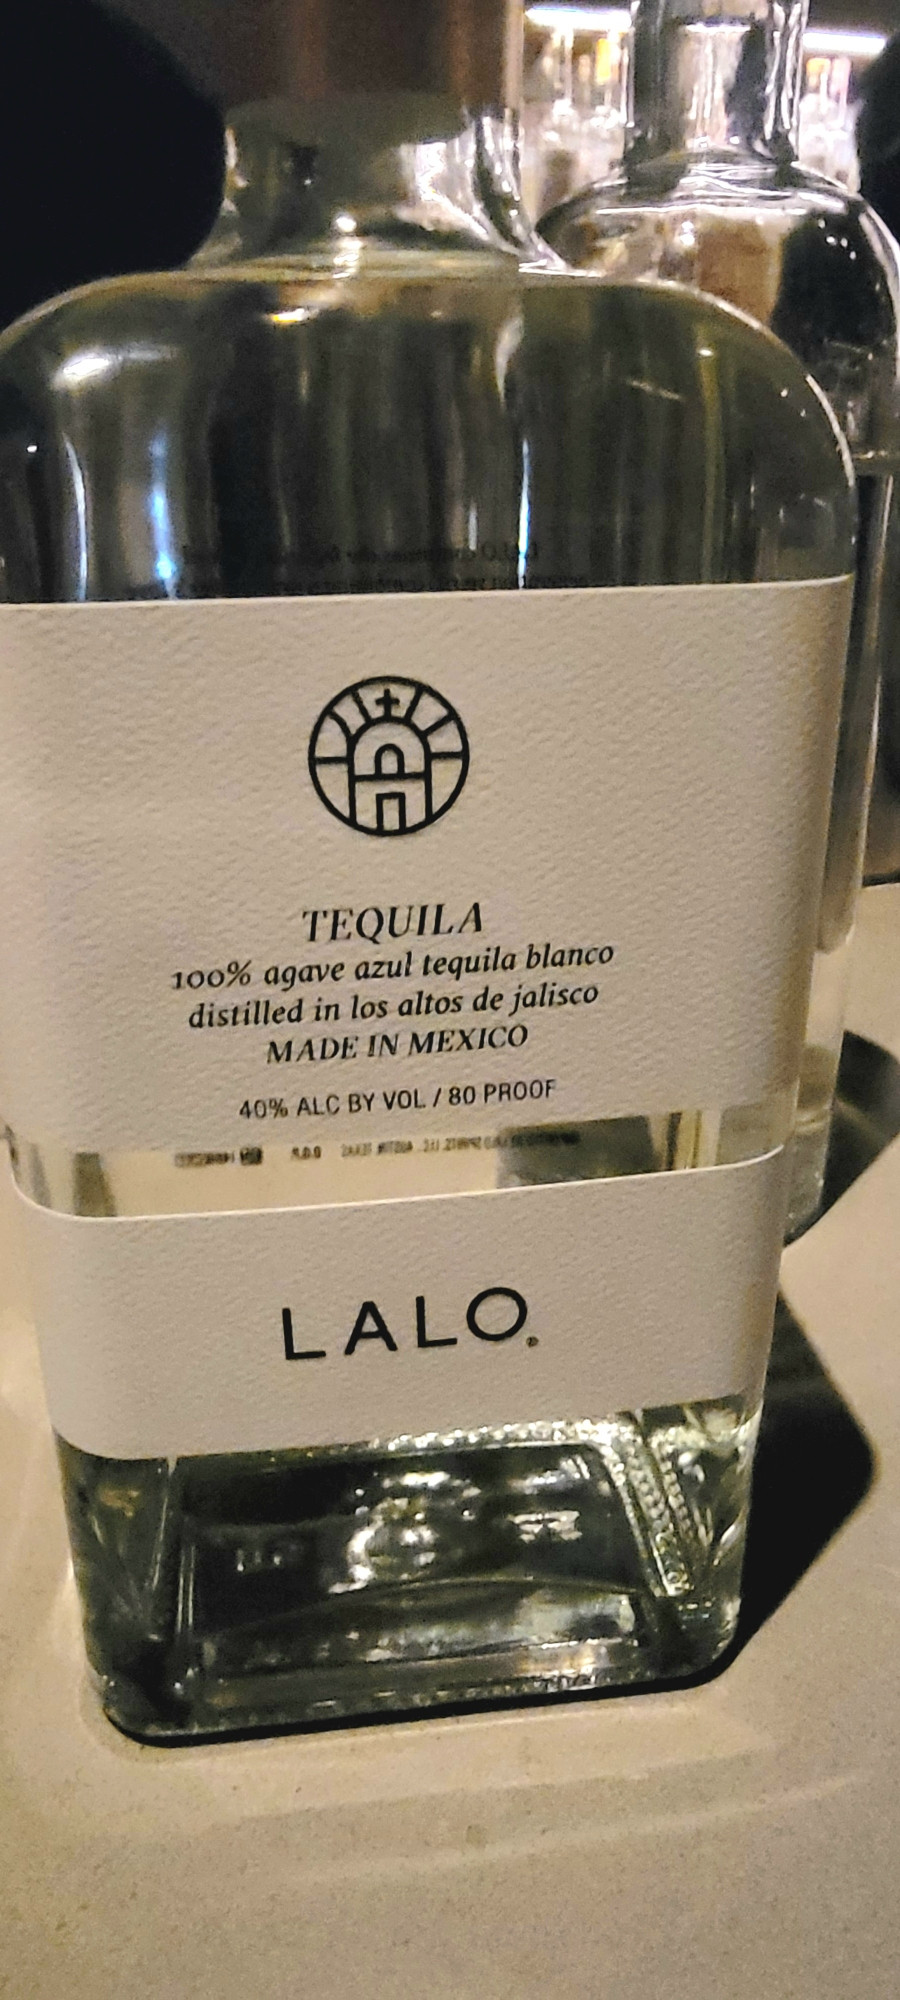 TEQUILA
100% agave azul tequila blanco
distilled in los altos de jalisco
MADE IN MEXICO
40% ALC BY VOL / 80 PROOF
LALO®